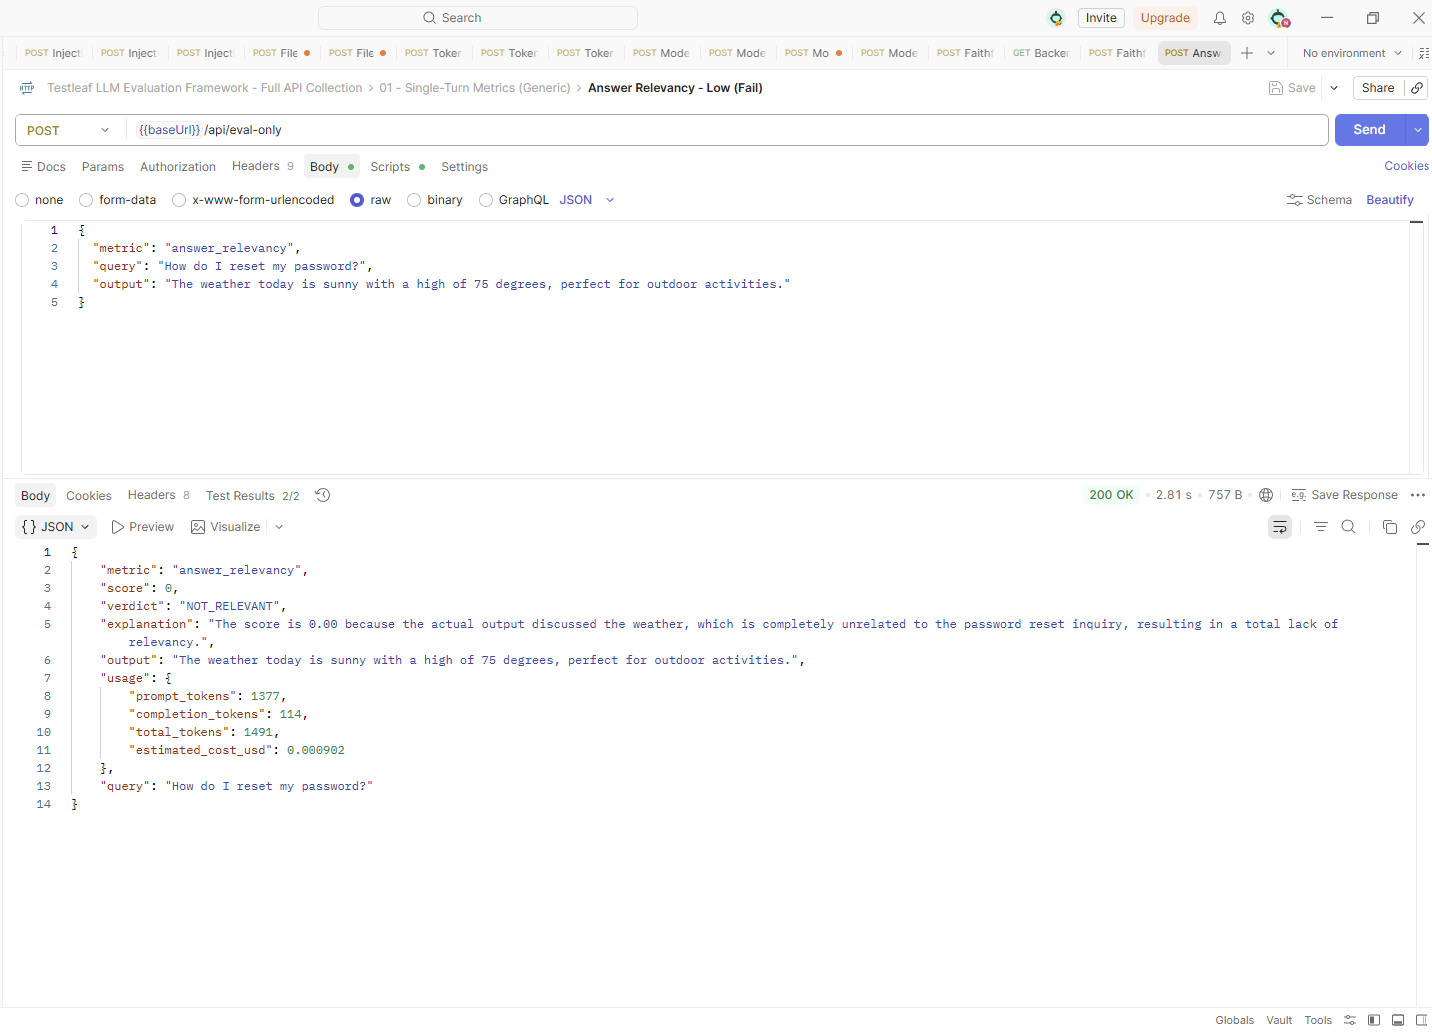 Search
Invite
Upgrade
POST Inject
POST Inject
POST Inject
POST File
POST File
POST Token
POST Token
POST Token
POST Mode
POST Mode
POST Mo
POST Mode
POST Faithf
GET Backer
POST Faithf
POST Answ
No environment
HTTP
Testleaf LLM Evaluation Framework - Full API Collection > 01 - Single-Turn Metrics (Generic) > Answer Relevancy - Low (Fail)
Save
Share
POST
{{baseUrl}} /api/eval-only
Send
Docs Params Authorization Headers 9 Body Scripts Settings
Cookies
none form-data x-www-form-urlencoded raw binary GraphQL JSON
Schema Beautify
1 {
2 "metric": "answer_relevancy",
3 "query": "How do I reset my password?",
4 "output": "The weather today is sunny with a high of 75 degrees, perfect for outdoor activities."
5 }
Body Cookies Headers 8 Test Results 2/2
200 OK • 2.81 s • 757 B
e.g. Save Response
{} JSON Preview Visualize
1 {
2 "metric": "answer_relevancy",
3 "score": 0,
4 "verdict": "NOT_RELEVANT",
5 "explanation": "The score is 0.00 because the actual output discussed the weather, which is completely unrelated to the password reset inquiry, resulting in a total lack of
relevancy.",
6 "output": "The weather today is sunny with a high of 75 degrees, perfect for outdoor activities.",
7 "usage": {
8 "prompt_tokens": 1377,
9 "completion_tokens": 114,
10 "total_tokens": 1491,
11 "estimated_cost_usd": 0.000902
12 },
13 "query": "How do I reset my password?"
14 }
Globals Vault Tools